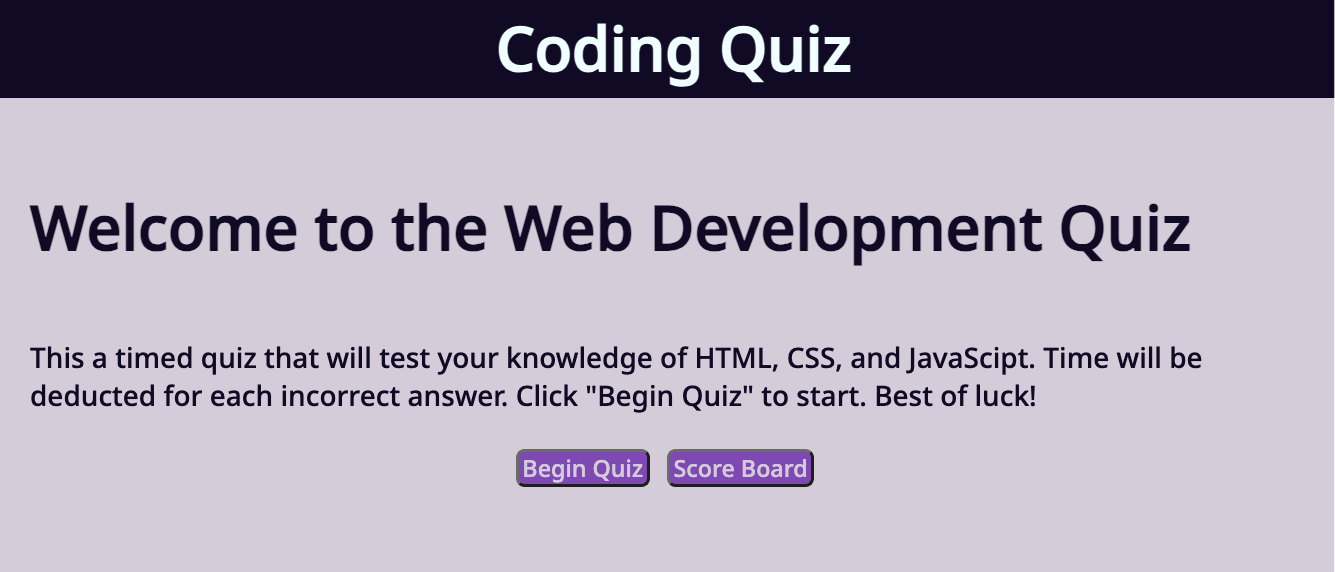 Coding Quiz
Welcome to the Web Development Quiz
This a timed quiz that will test your knowledge of HTML, CSS, and JavaScipt. Time will be
deducted for each incorrect answer. Click "Begin Quiz" to start. Best of luck!
Begin Quiz Score Board